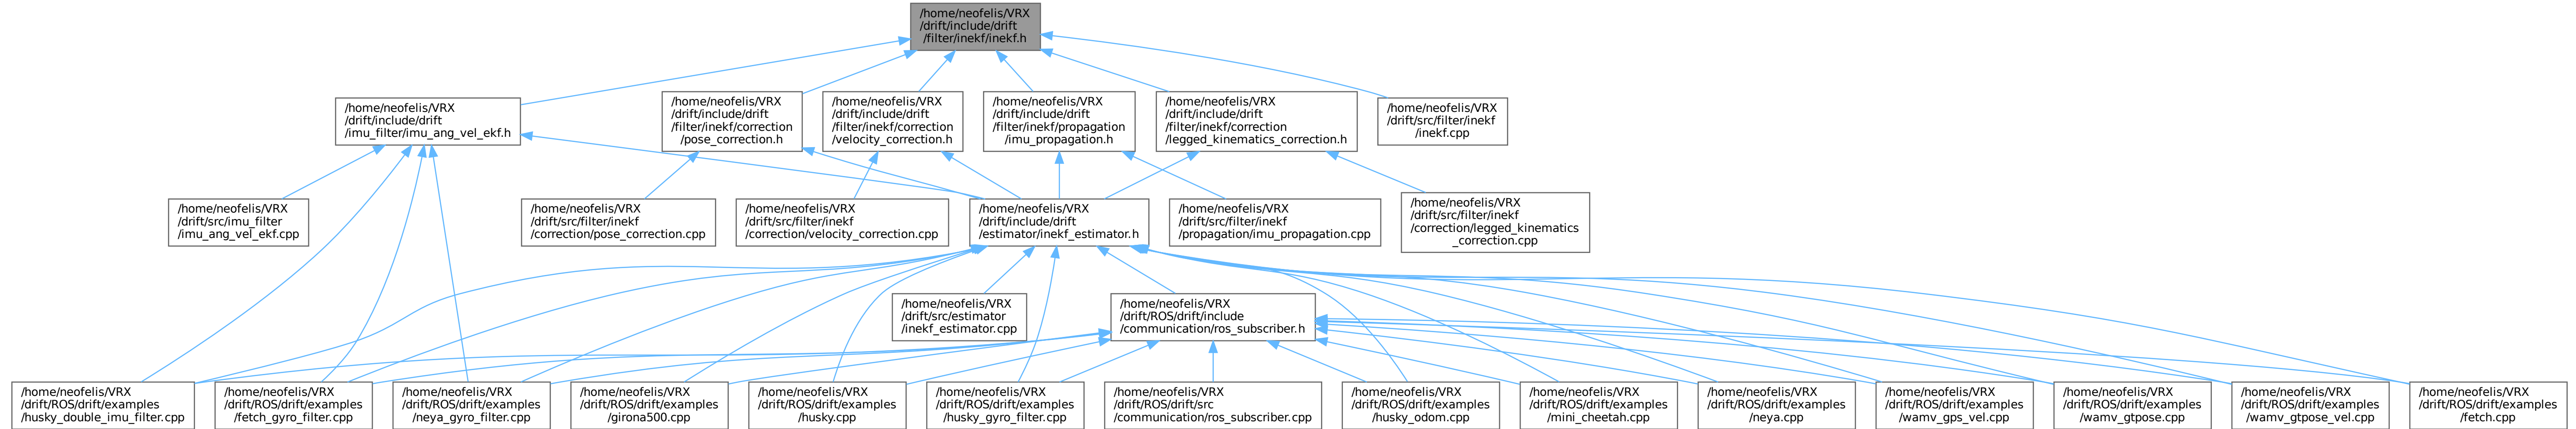 /home/neofelis/VRX
/drift/include/drift
/filter/inekf/inekf.h
/home/neofelis/VRX
/drift/include/drift
/imu_filter/imu_ang_vel_ekf.h
/home/neofelis/VRX
/drift/include/drift
/filter/inekf/correction
/pose_correction.h
/home/neofelis/VRX
/drift/include/drift
/filter/inekf/correction
/velocity_correction.h
/home/neofelis/VRX
/drift/include/drift
/filter/inekf/propagation
/imu_propagation.h
/home/neofelis/VRX
/drift/include/drift
/filter/inekf/correction
/legged_kinematics_correction.h
/home/neofelis/VRX
/drift/src/filter/inekf
/inekf.cpp
/home/neofelis/VRX
/drift/src/imu_filter
/imu_ang_vel_ekf.cpp
/home/neofelis/VRX
/drift/src/filter/inekf
/correction/pose_correction.cpp
/home/neofelis/VRX
/drift/src/filter/inekf
/correction/velocity_correction.cpp
/home/neofelis/VRX
/drift/include/drift
/estimator/inekf_estimator.h
/home/neofelis/VRX
/drift/src/filter/inekf
/propagation/imu_propagation.cpp
/home/neofelis/VRX
/drift/src/filter/inekf
/correction/legged_kinematics
_correction.cpp
/home/neofelis/VRX
/drift/src/estimator
/inekf_estimator.cpp
/home/neofelis/VRX
/drift/ROS/drift/include
/communication/ros_subscriber.h
/home/neofelis/VRX
/drift/ROS/drift/examples
/husky_double_imu_filter.cpp
/home/neofelis/VRX
/drift/ROS/drift/examples
/fetch_gyro_filter.cpp
/home/neofelis/VRX
/drift/ROS/drift/examples
/neya_gyro_filter.cpp
/home/neofelis/VRX
/drift/ROS/drift/examples
/girona500.cpp
/home/neofelis/VRX
/drift/ROS/drift/examples
/husky.cpp
/home/neofelis/VRX
/drift/ROS/drift/examples
/husky_gyro_filter.cpp
/home/neofelis/VRX
/drift/ROS/drift/src
/communication/ros_subscriber.cpp
/home/neofelis/VRX
/drift/ROS/drift/examples
/husky_odom.cpp
/home/neofelis/VRX
/drift/ROS/drift/examples
/mini_cheetah.cpp
/home/neofelis/VRX
/drift/ROS/drift/examples
/neya.cpp
/home/neofelis/VRX
/drift/ROS/drift/examples
/wamv_gps_vel.cpp
/home/neofelis/VRX
/drift/ROS/drift/examples
/wamv_gtpose.cpp
/home/neofelis/VRX
/drift/ROS/drift/examples
/wamv_gtpose_vel.cpp
/home/neofelis/VRX
/drift/ROS/drift/examples
/fetch.cpp